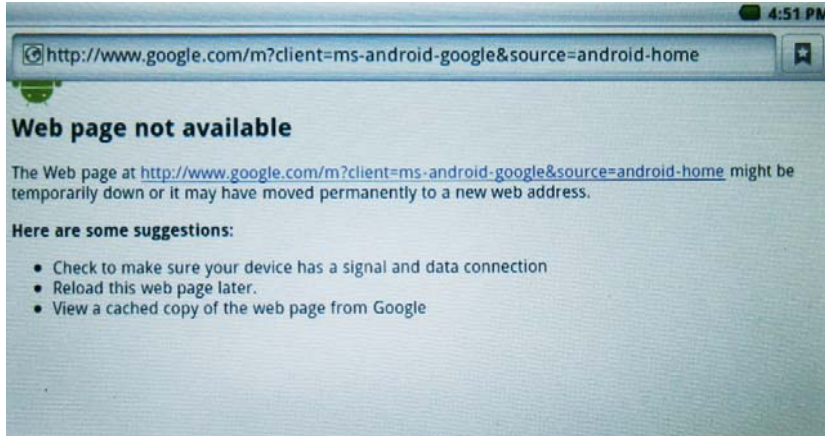 4:51 PM
http://www.google.com/m?client=ms-android-google&source=android-home
Web page not available
The Web page at http://www.google.com/m?client=ms-android-google&source=android-home might be
temporarily down or it may have moved permanently to a new web address.
Here are some suggestions:
• Check to make sure your device has a signal and data connection
• Reload this web page later.
• View a cached copy of the web page from Google